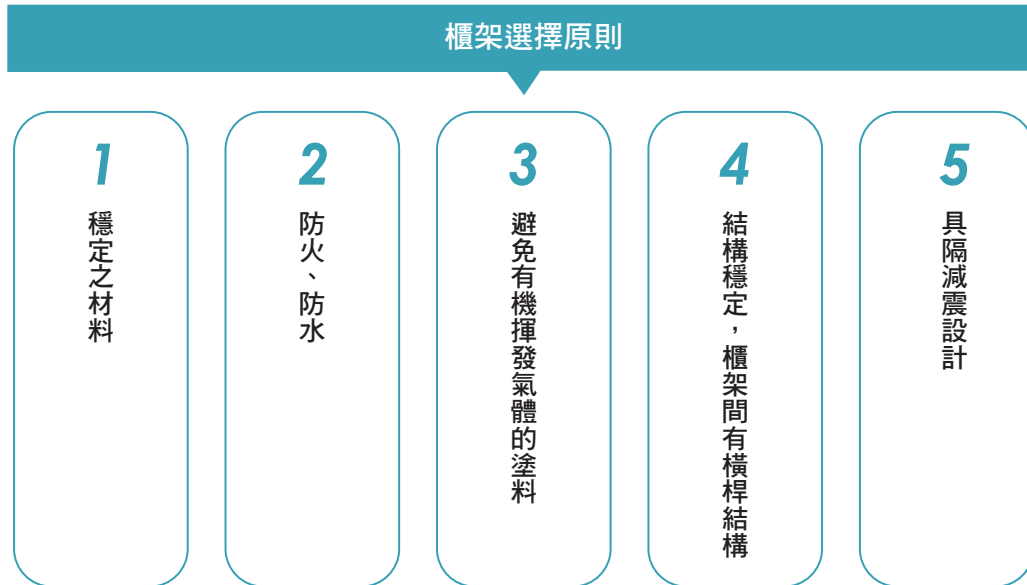 櫃架選擇原則
1
穩定之材料
2
防火、防水
3
避免有機揮發氣體的塗料
4
結構穩定，櫃架間有橫桿結構
5
具隔減震設計